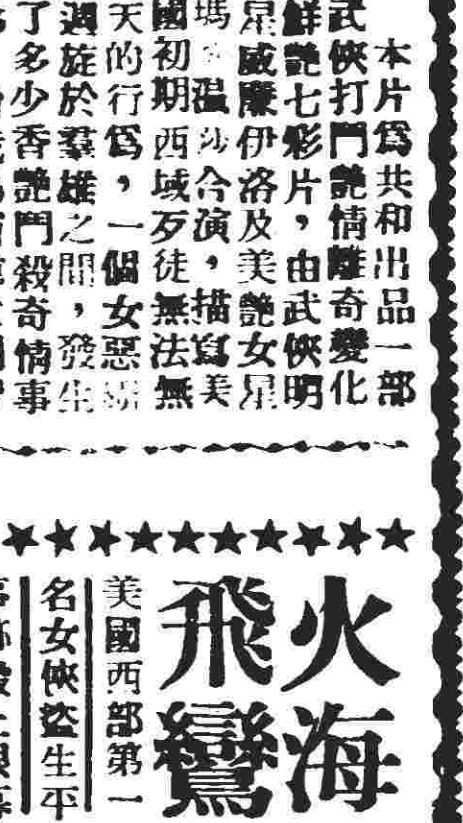 本片爲共和出品一部
武俠打鬥艷情離奇變化
鮮艷七彩片，由武俠明
星威廉伊洛及美艷女星
瑪溫沙合演，描寫美
國初期西域歹徒無法無
天的行爲，一個女惡
週旋於羣雄之間，發生
了多少香艷鬥殺奇情事
火海
飛鸞
美國西部第一
名女俠盜生平